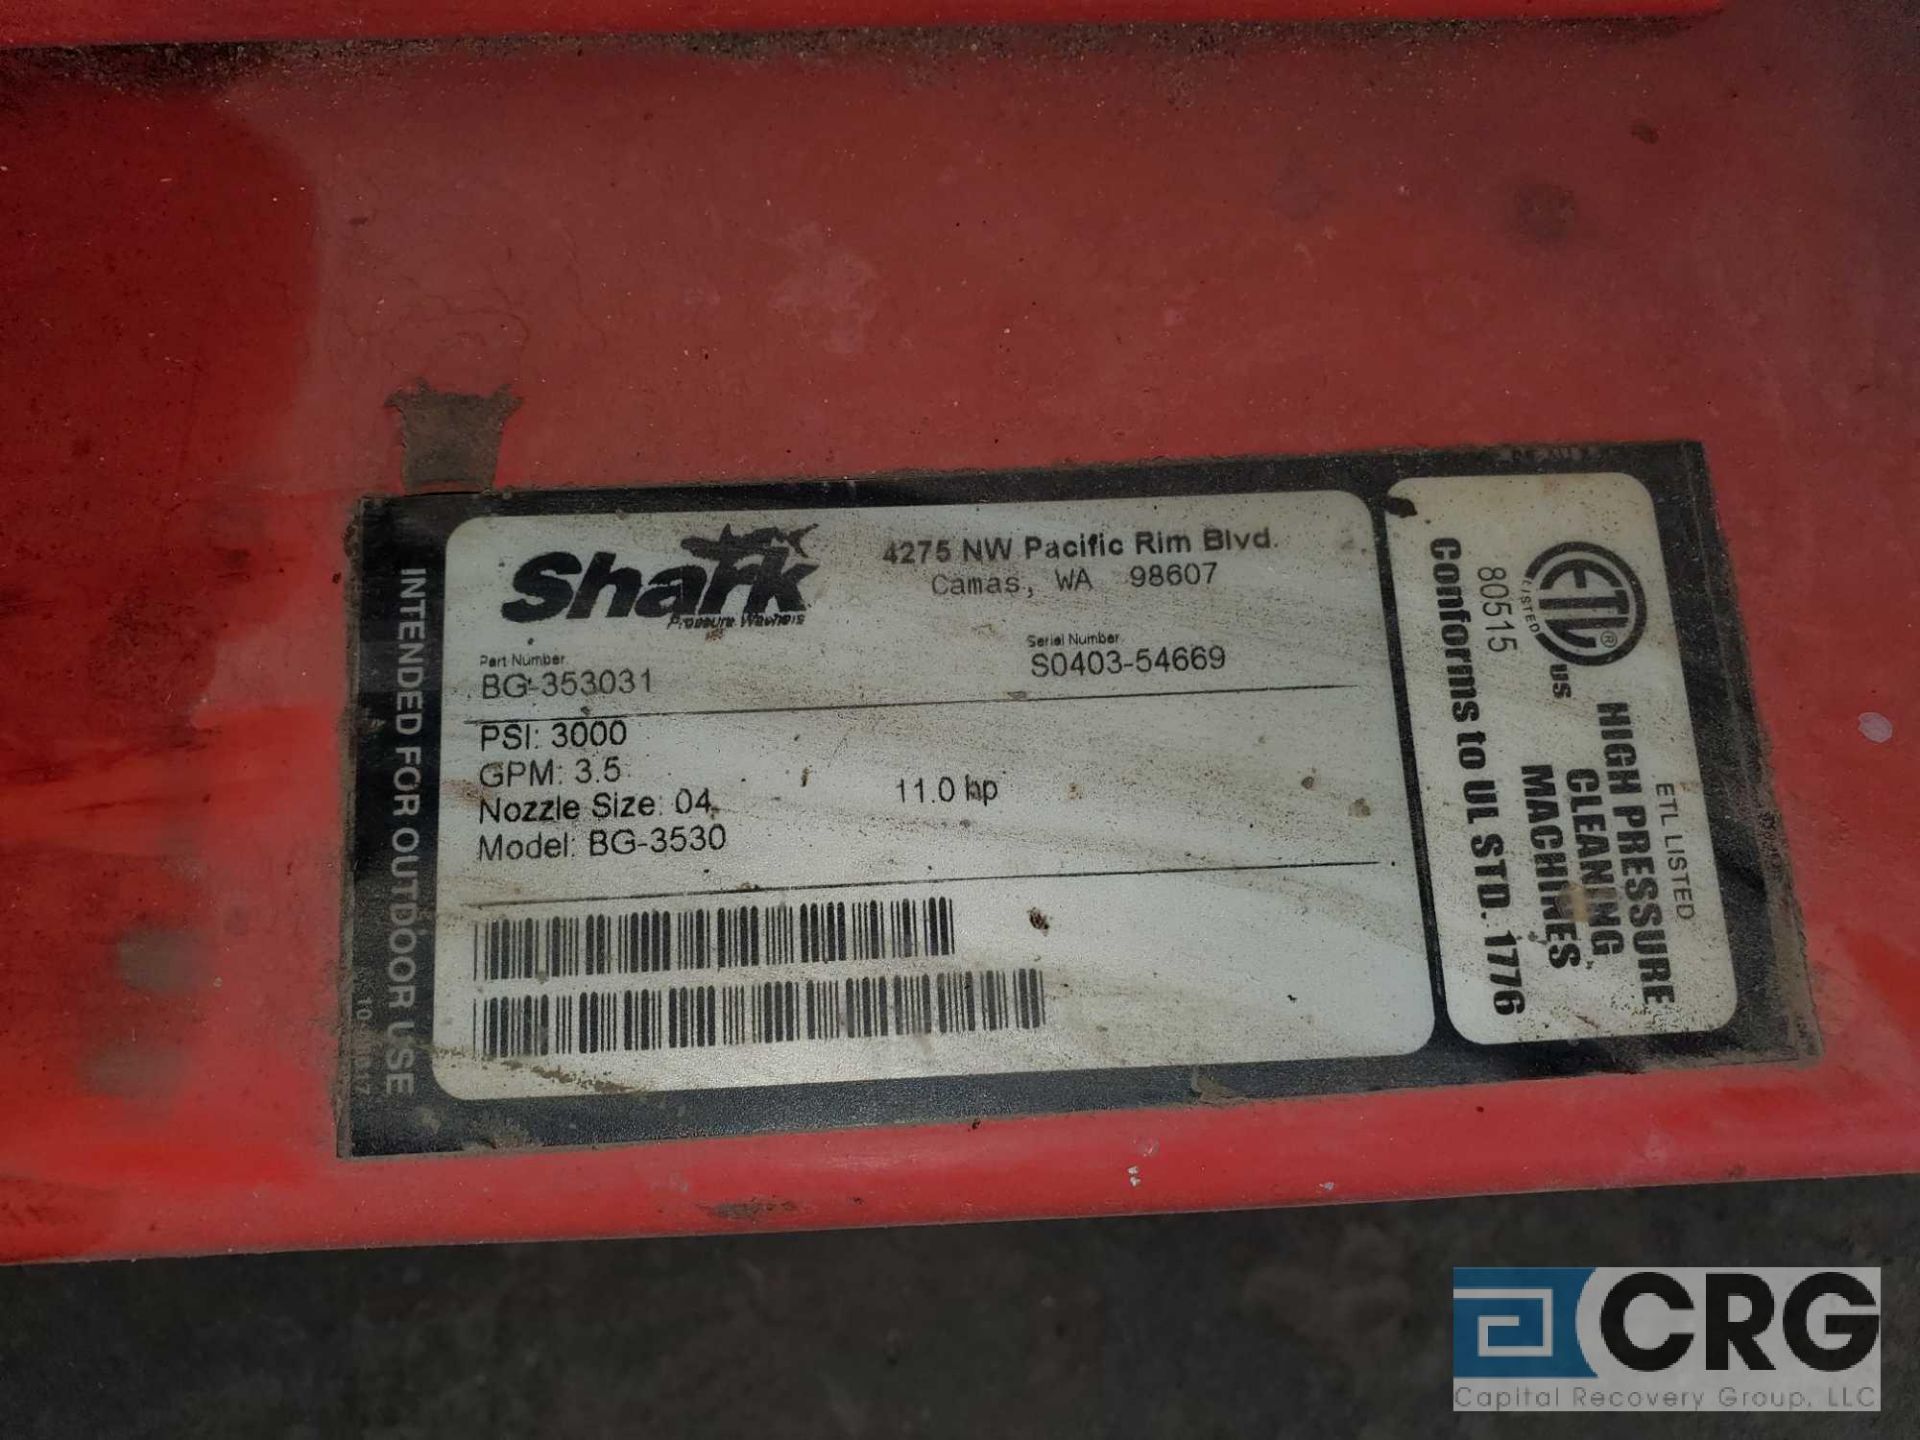 Shark
Pressure Washers
4275 NW Pacific Rim Blvd.
Camas, WA 98607
Part Number
BG-353031
Serial Number
S0403-54669
PSI: 3000
GPM: 3.5
Nozzle Size: 04
11.0 hp
Model: BG-3530
INTENDED FOR OUTDOOR USE
ETL
LISTED
US
80515
Conforms to UL STD. 1776
ETL LISTED
HIGH PRESSURE
CLEANING
MACHINES
CRG
Capital Recovery Group, LLC